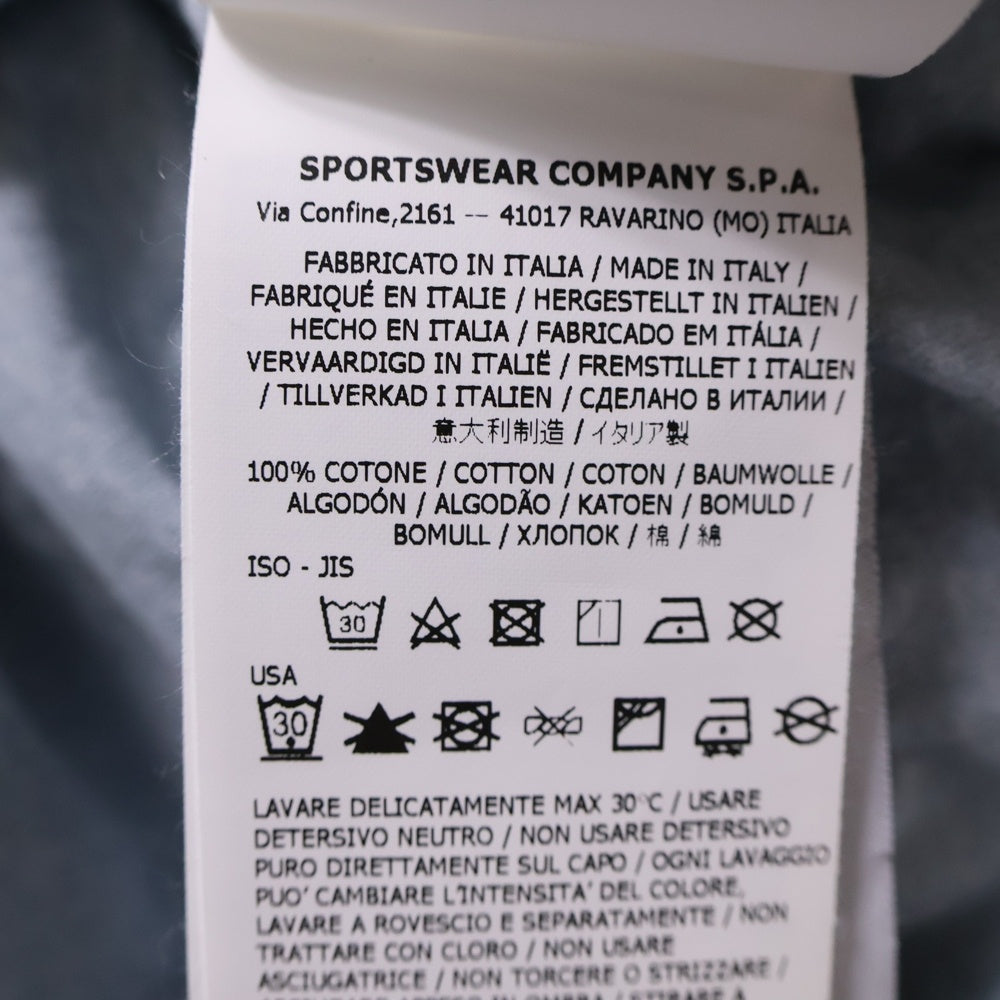 SPORTSWEAR COMPANY S.P.A.
Via Confine,2161 -- 41017 RAVARINO (MO) ITALIA
FABBRICATO IN ITALIA / MADE IN ITALY /
FABRIQUÉ EN ITALIE / HERGESTELLT IN ITALIEN /
HECHO EN ITALIA / FABRICADO EM ITÁLIA /
VERVAARDIGD IN ITALIË / FREMSTILLET I ITALIEN
/ TILLVERKAD I ITALIEN / СДЕЛАНО В ИТАЛИИ /
意大利制造 / イタリア製
100% COTONE / COTTON / COTON / BAUMWOLLE /
ALGODÓN / ALGODÃO / KATOEN / BOMULD /
BOMULL / ХЛОПОК / 棉 / 綿
ISO - JIS
30
USA
30
LAVARE DELICATAMENTE MAX 30°C / USARE
DETERSIVO NEUTRO / NON USARE DETERSIVO
PURO DIRETTAMENTE SUL CAPO / OGNI LAVAGGIO
PUO' CAMBIARE L'INTENSITA' DEL COLORE,
LAVARE A ROVESCIO E SEPARATAMENTE / NON
TRATTARE CON CLORO / NON USARE
ASCIUGATRICE / NON TORCERE O STRIZZARE /